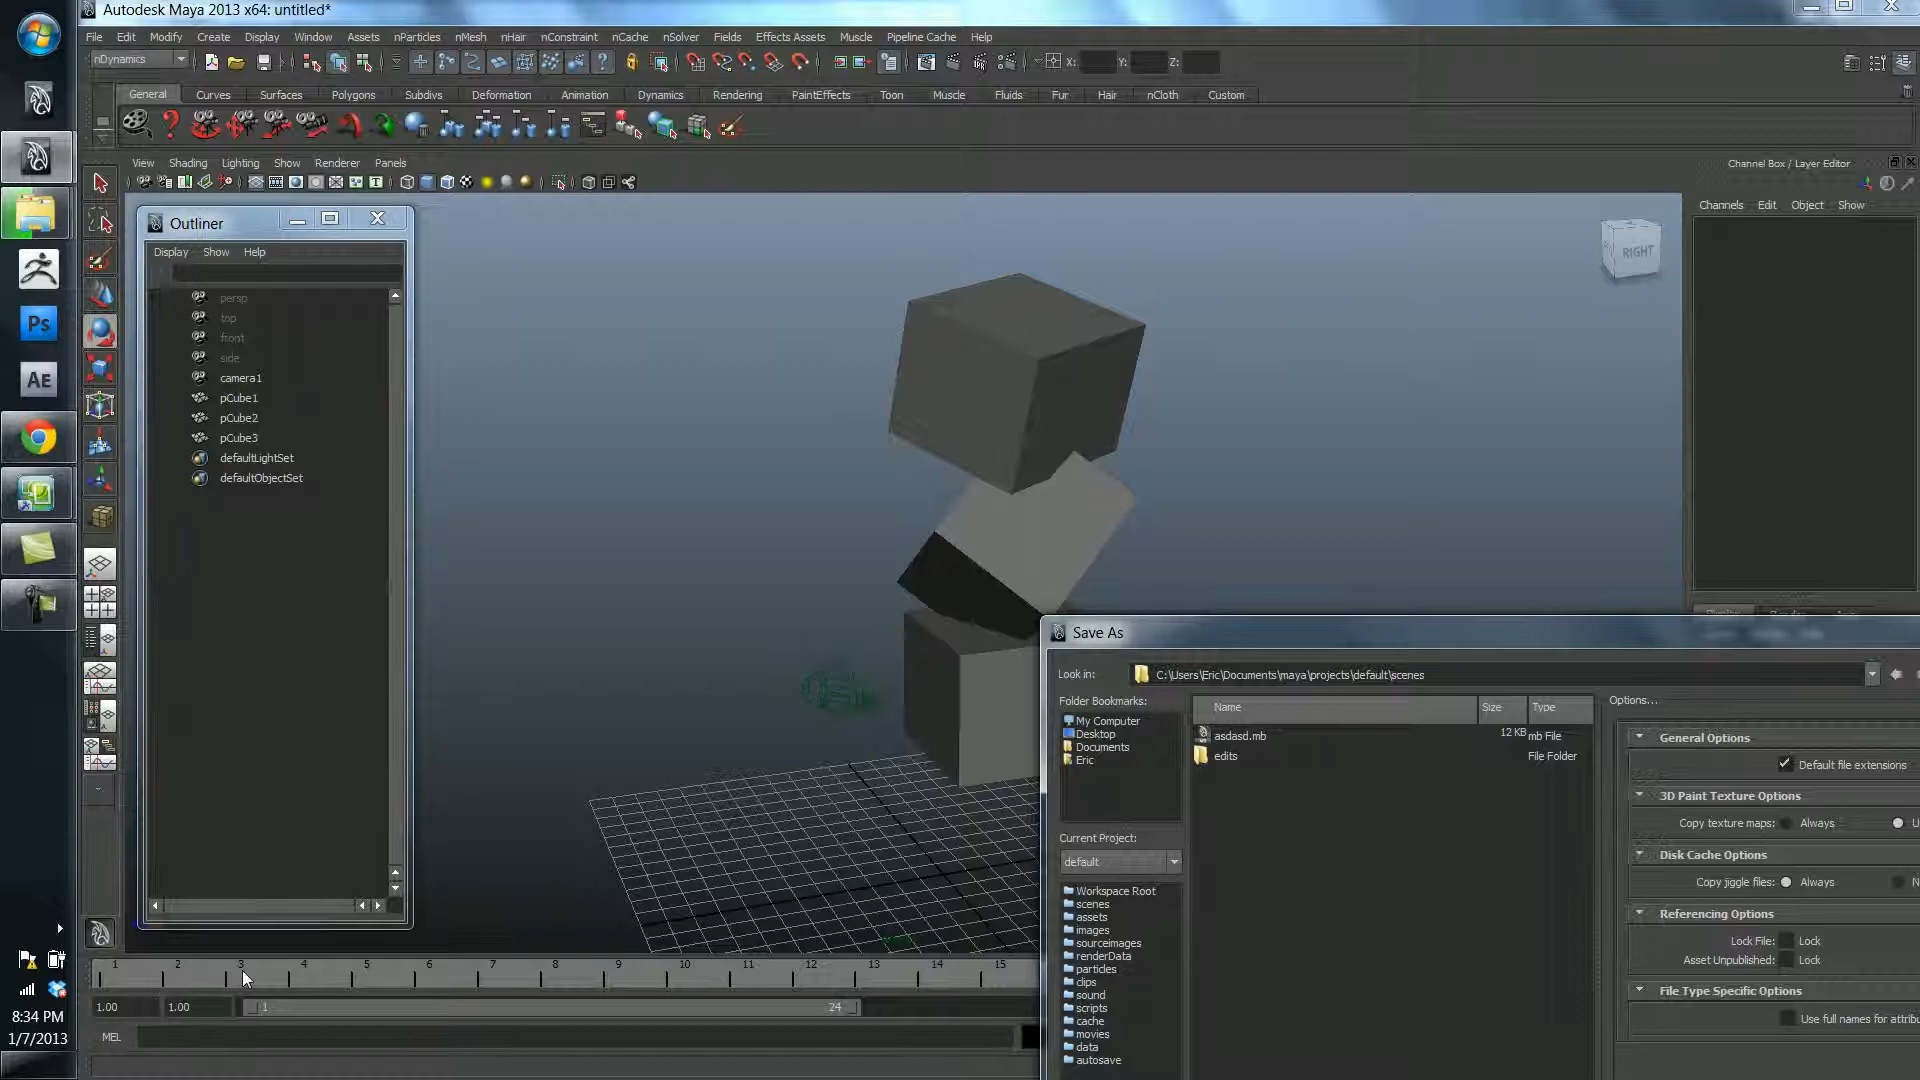 Autodesk Maya 2013 x64: untitled*
File Edit Modify Create Display Window Assets nParticles nMesh nHair nConstraint nCache nSolver Fields Effects Assets Muscle Pipeline Cache Help
nDynamics X: Y: Z:
General Curves Surfaces Polygons Subdivs Deformation Animation Dynamics Rendering PaintEffects Toon Muscle Fluids Fur Hair nCloth Custom
View Shading Lighting Show Renderer Panels
Channel Box / Layer Editor
Channels Edit Object Show
Outliner
Display Show Help
persp
top
front
side
camera1
pCube1
pCube2
pCube3
defaultLightSet
defaultObjectSet
RIGHT
Ps
AE
Save As
Look in: C:\Users\Eric\Documents\maya\projects\default\scenes
Folder Bookmarks:
My Computer
Desktop
Documents
Eric
Current Project:
default
Workspace Root
scenes
assets
images
sourceimages
renderData
particles
clips
sound
scripts
cache
movies
data
autosave
Name Size Type
asdasd.mb 12 KB mb File
edits File Folder
Options...
General Options
Default file extensions
3D Paint Texture Options
Copy texture maps: Always
Disk Cache Options
Copy jiggle files: Always
Referencing Options
Lock File: Lock
Asset Unpublished: Lock
File Type Specific Options
Use full names for attribu
1 2 3 4 5 6 7 8 9 10 11 12 13 14 15
1.00 1.00 1 24
MEL
8:34 PM
1/7/2013